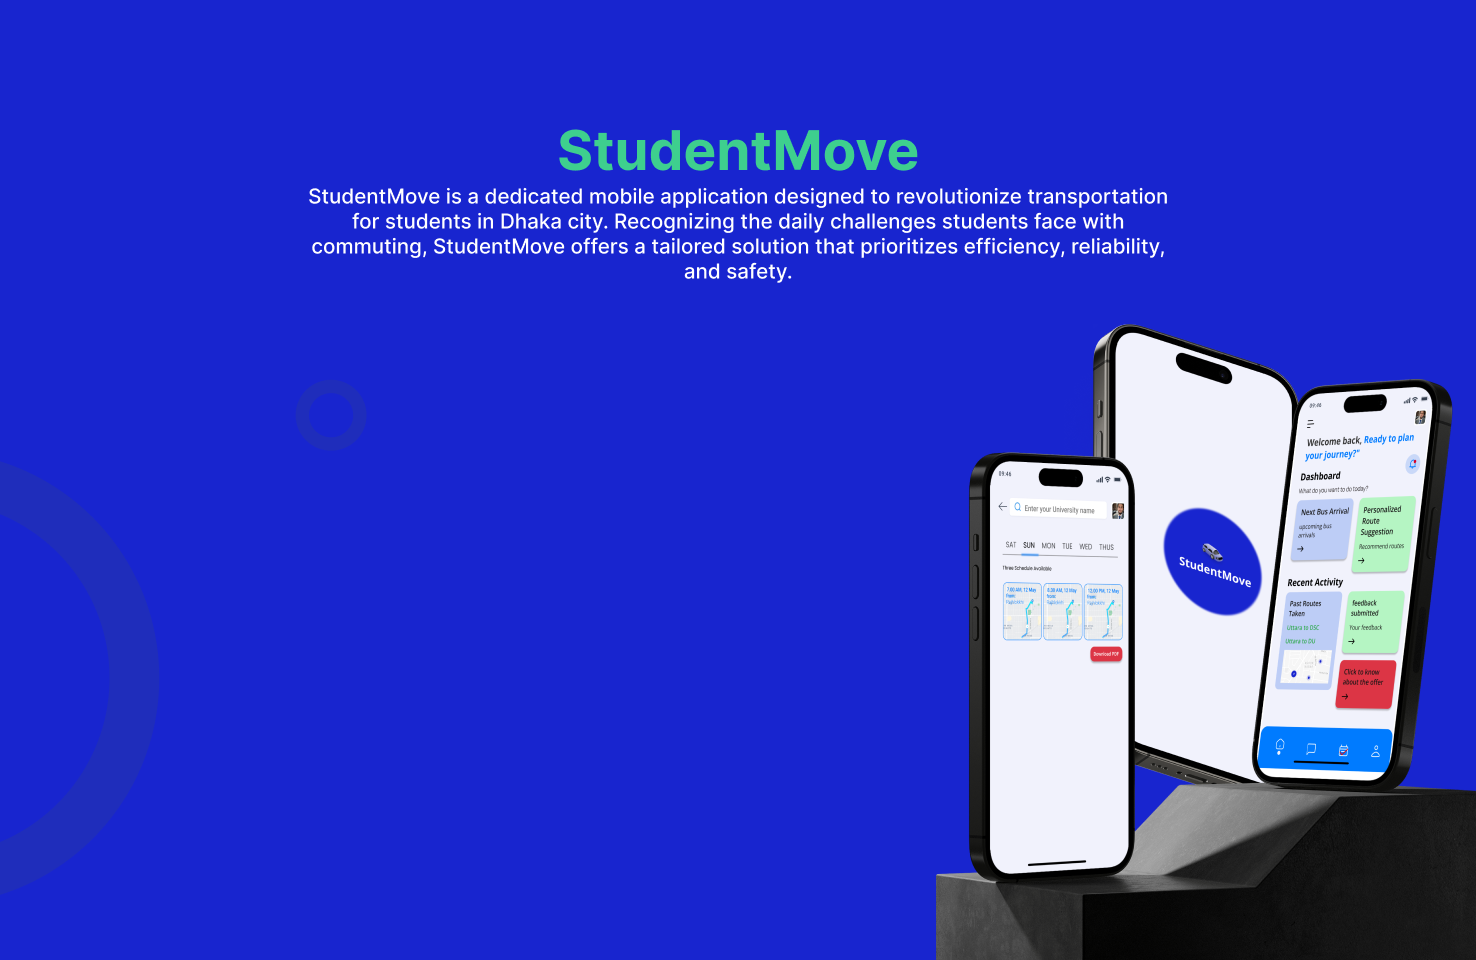 StudentMove
StudentMove is a dedicated mobile application designed to revolutionize transportation
for students in Dhaka city. Recognizing the daily challenges students face with
commuting, StudentMove offers a tailored solution that prioritizes efficiency, reliability,
and safety.
StudentMove
09:46
Welcome back, Ready to plan
your journey?"
Dashboard
What do you want to do today?
Next Bus Arrival
upcoming bus
arrivals
Personalized
Route
Suggestion
Recommend routes
Recent Activity
Past Routes
Taken
Uttara to DSC
Uttara to DU
feedback
submitted
Your feedback
Click to know
about the offer
09:46
Enter your University name
SAT SUN MON TUE WED THUS
Three Schedule Available
7:00 AM, 12 May
From:
8:00 AM, 12 May
From:
12:00 PM, 12 May
From:
Download PDF